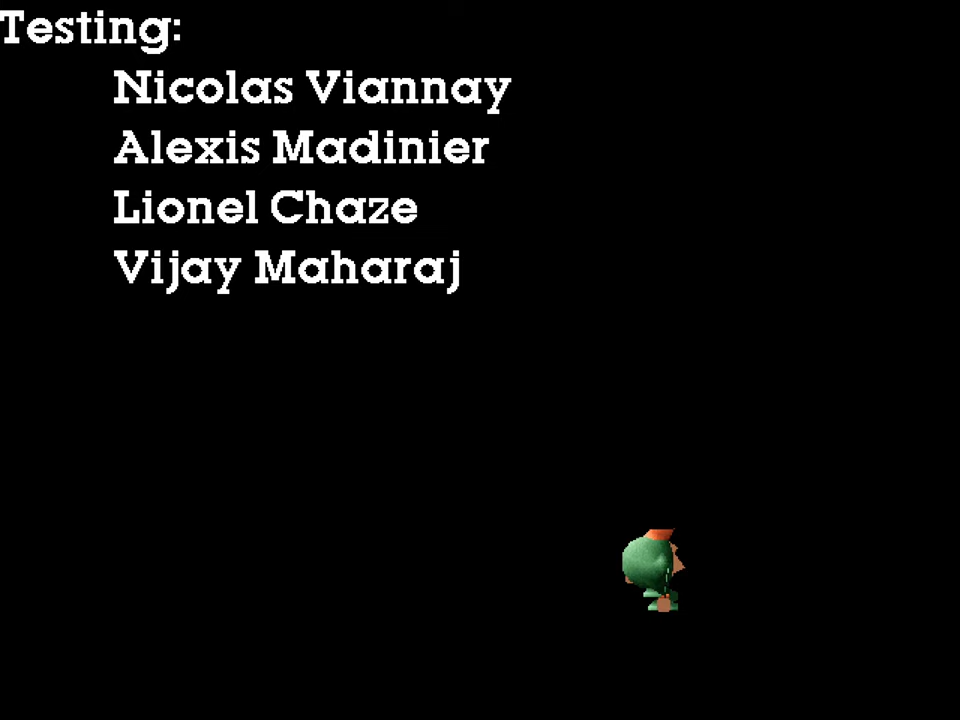 Testing:
Nicolas Viannay
Alexis Madinier
Lionel Chaze
Vijay Maharaj